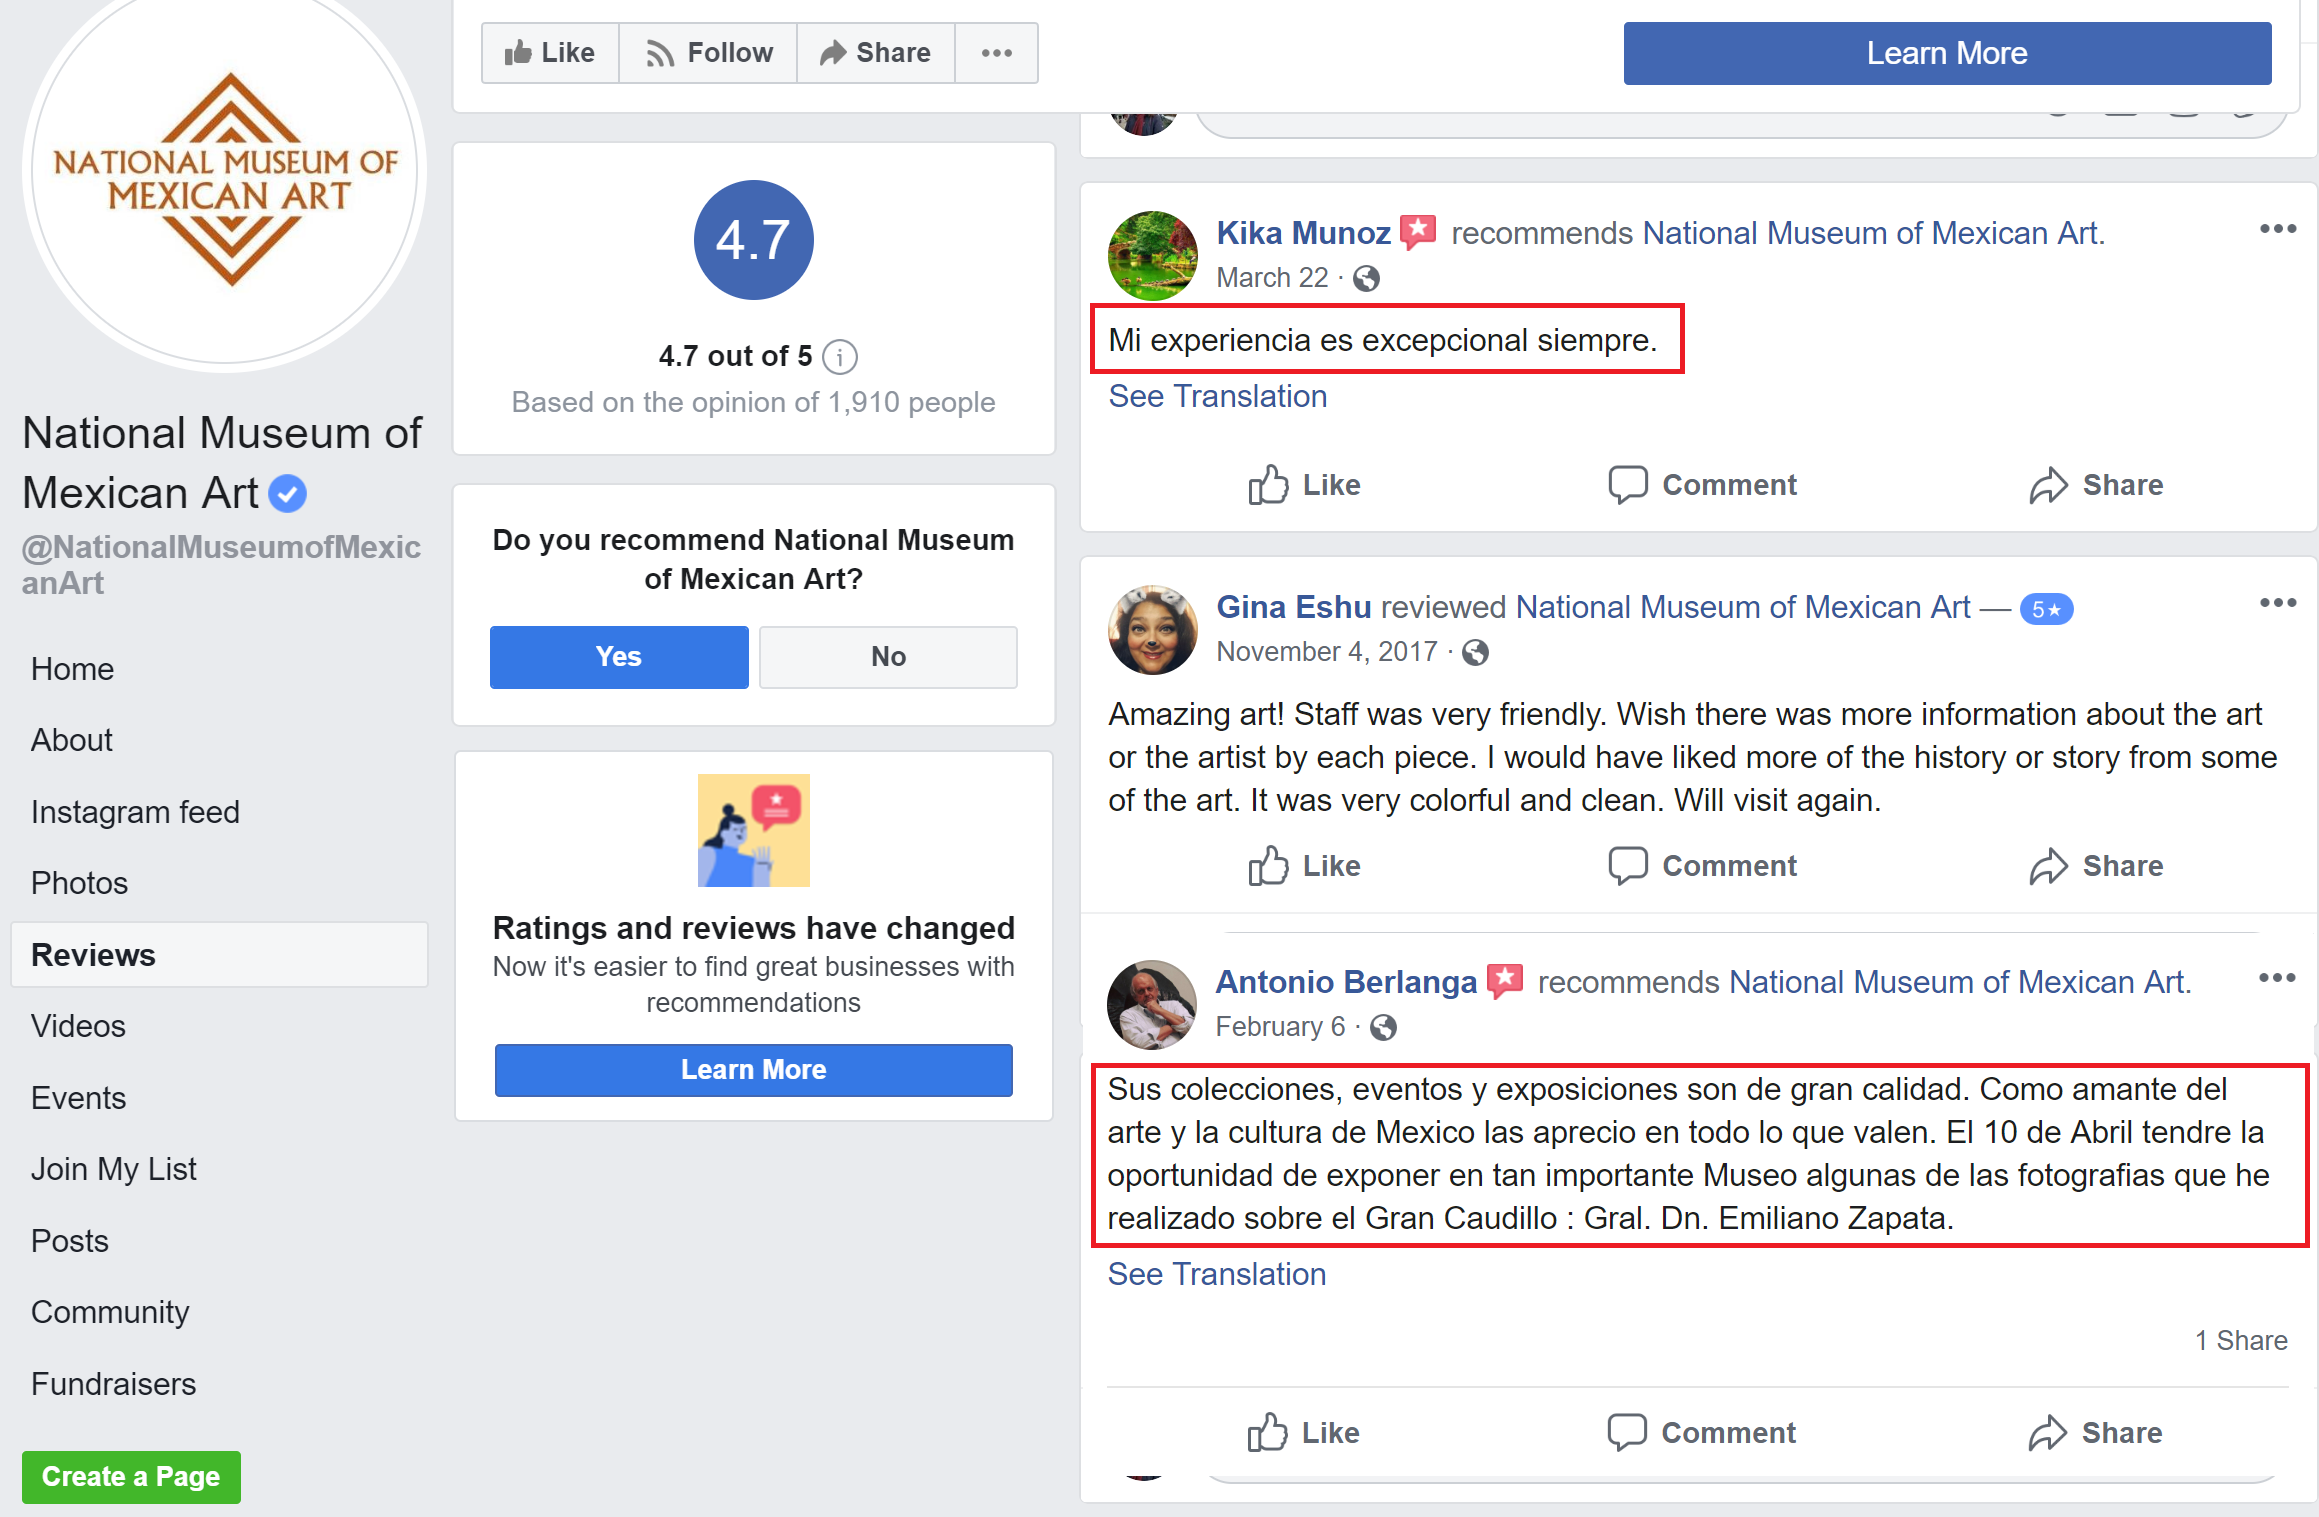 Like
Follow
Share
Learn More
NATIONAL MUSEUM OF
MEXICAN ART
National Museum of
Mexican Art
@NationalMuseumofMexic
anArt
Home
About
Instagram feed
Photos
Reviews
Videos
Events
Join My List
Posts
Community
Fundraisers
Create a Page
4.7
4.7 out of 5
Based on the opinion of 1,910 people
Do you recommend National Museum
of Mexican Art?
Yes
No
Ratings and reviews have changed
Now it's easier to find great businesses with
recommendations
Learn More
Kika Munoz recommends National Museum of Mexican Art.
March 22 ·
Mi experiencia es excepcional siempre.
See Translation
Like
Comment
Share
Gina Eshu reviewed National Museum of Mexican Art — 5★
November 4, 2017 ·
Amazing art! Staff was very friendly. Wish there was more information about the art
or the artist by each piece. I would have liked more of the history or story from some
of the art. It was very colorful and clean. Will visit again.
Like
Comment
Share
Antonio Berlanga recommends National Museum of Mexican Art.
February 6 ·
Sus colecciones, eventos y exposiciones son de gran calidad. Como amante del
arte y la cultura de Mexico las aprecio en todo lo que valen. El 10 de Abril tendre la
oportunidad de exponer en tan importante Museo algunas de las fotografias que he
realizado sobre el Gran Caudillo : Gral. Dn. Emiliano Zapata.
See Translation
1 Share
Like
Comment
Share